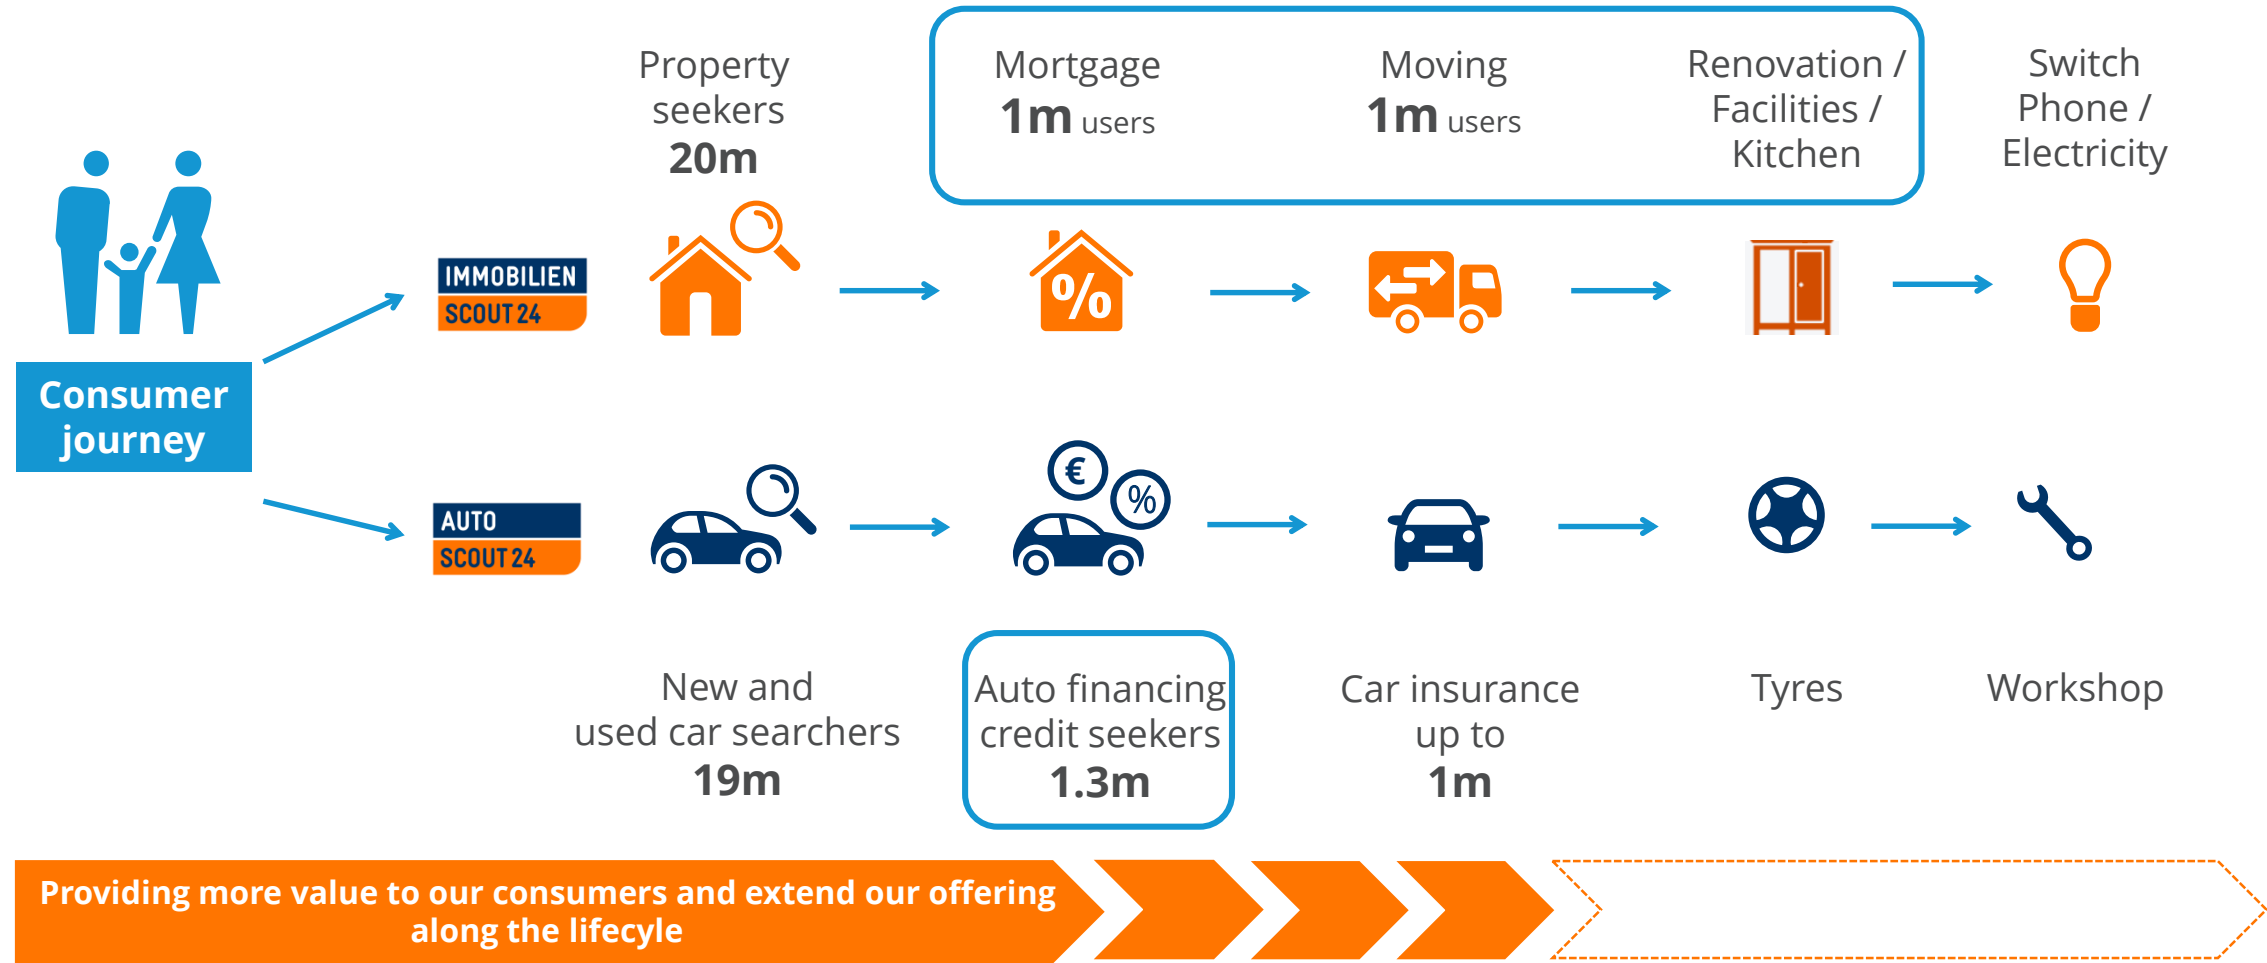 Property
seekers
20m
Mortgage
1m users
Moving
1m users
Renovation /
Facilities /
Kitchen
Switch
Phone /
Electricity
IMMOBILIEN
SCOUT 24
%
Consumer
journey
€
%
AUTO
SCOUT 24
New and
used car searchers
19m
Auto financing
credit seekers
1.3m
Car insurance
up to
1m
Tyres
Workshop
Providing more value to our consumers and extend our offering
along the lifecyle